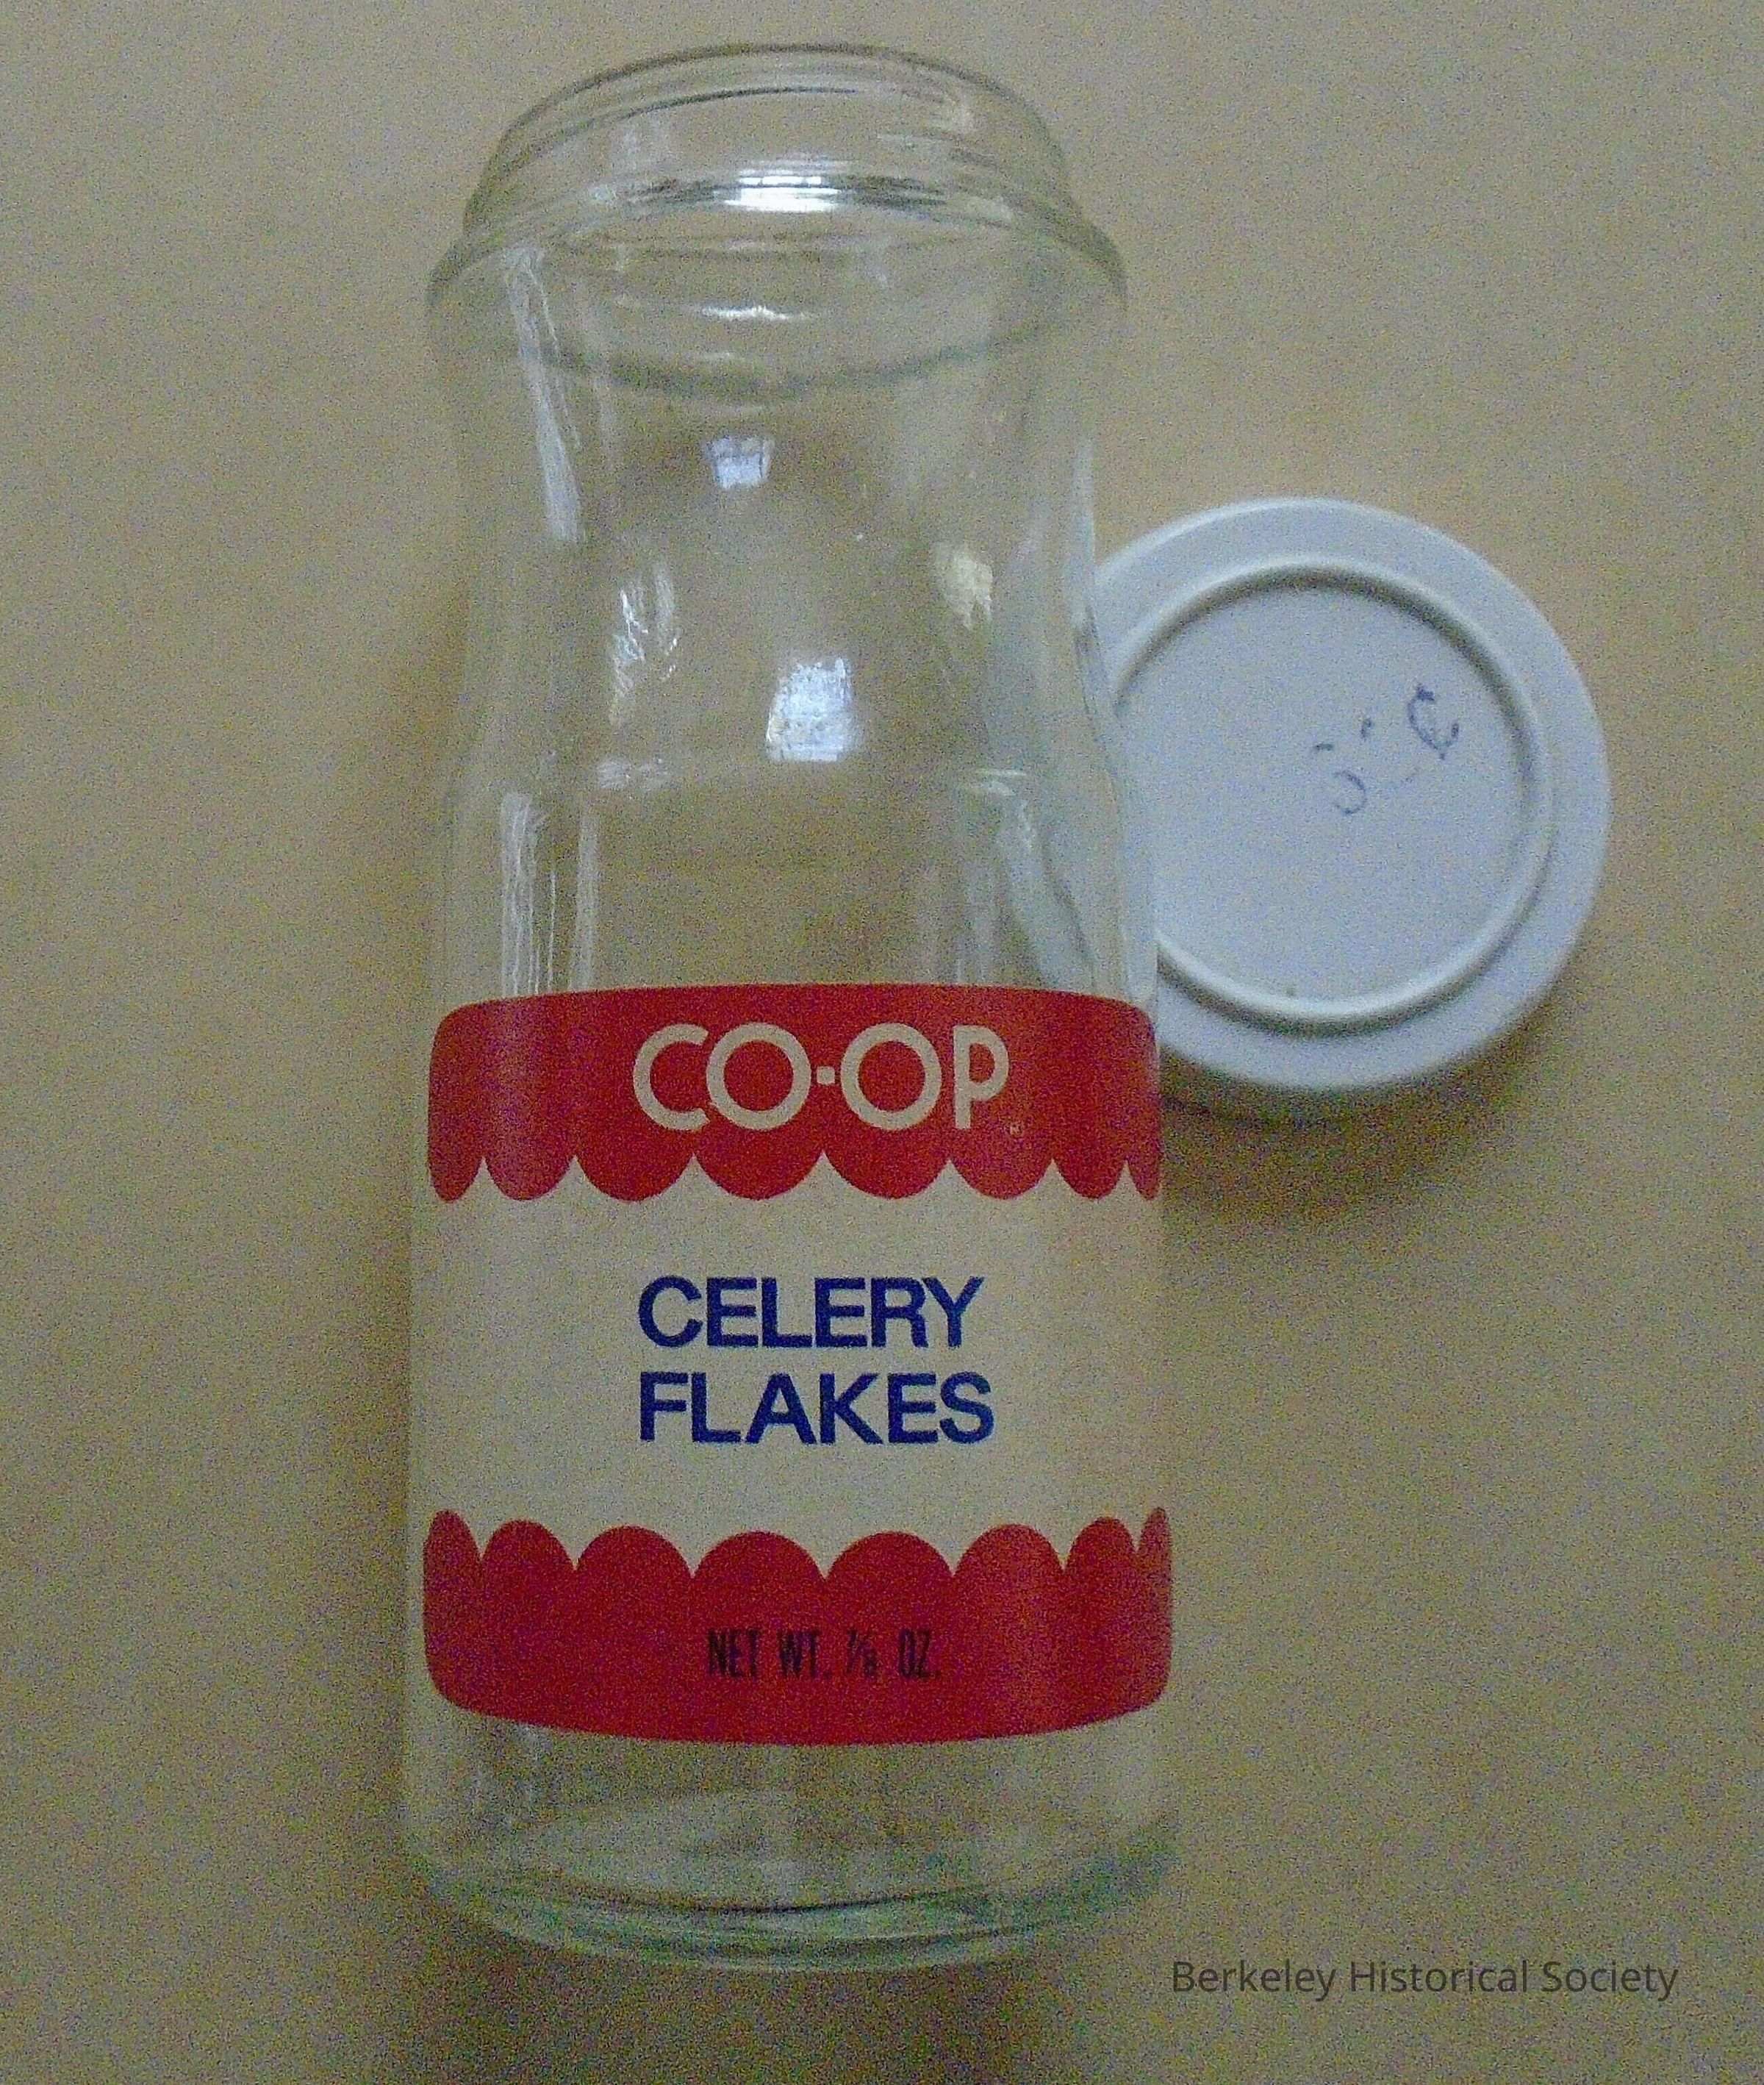 CO-OP
CELERY
FLAKES
NET WT. 7/8 OZ.
Berkeley Historical Society